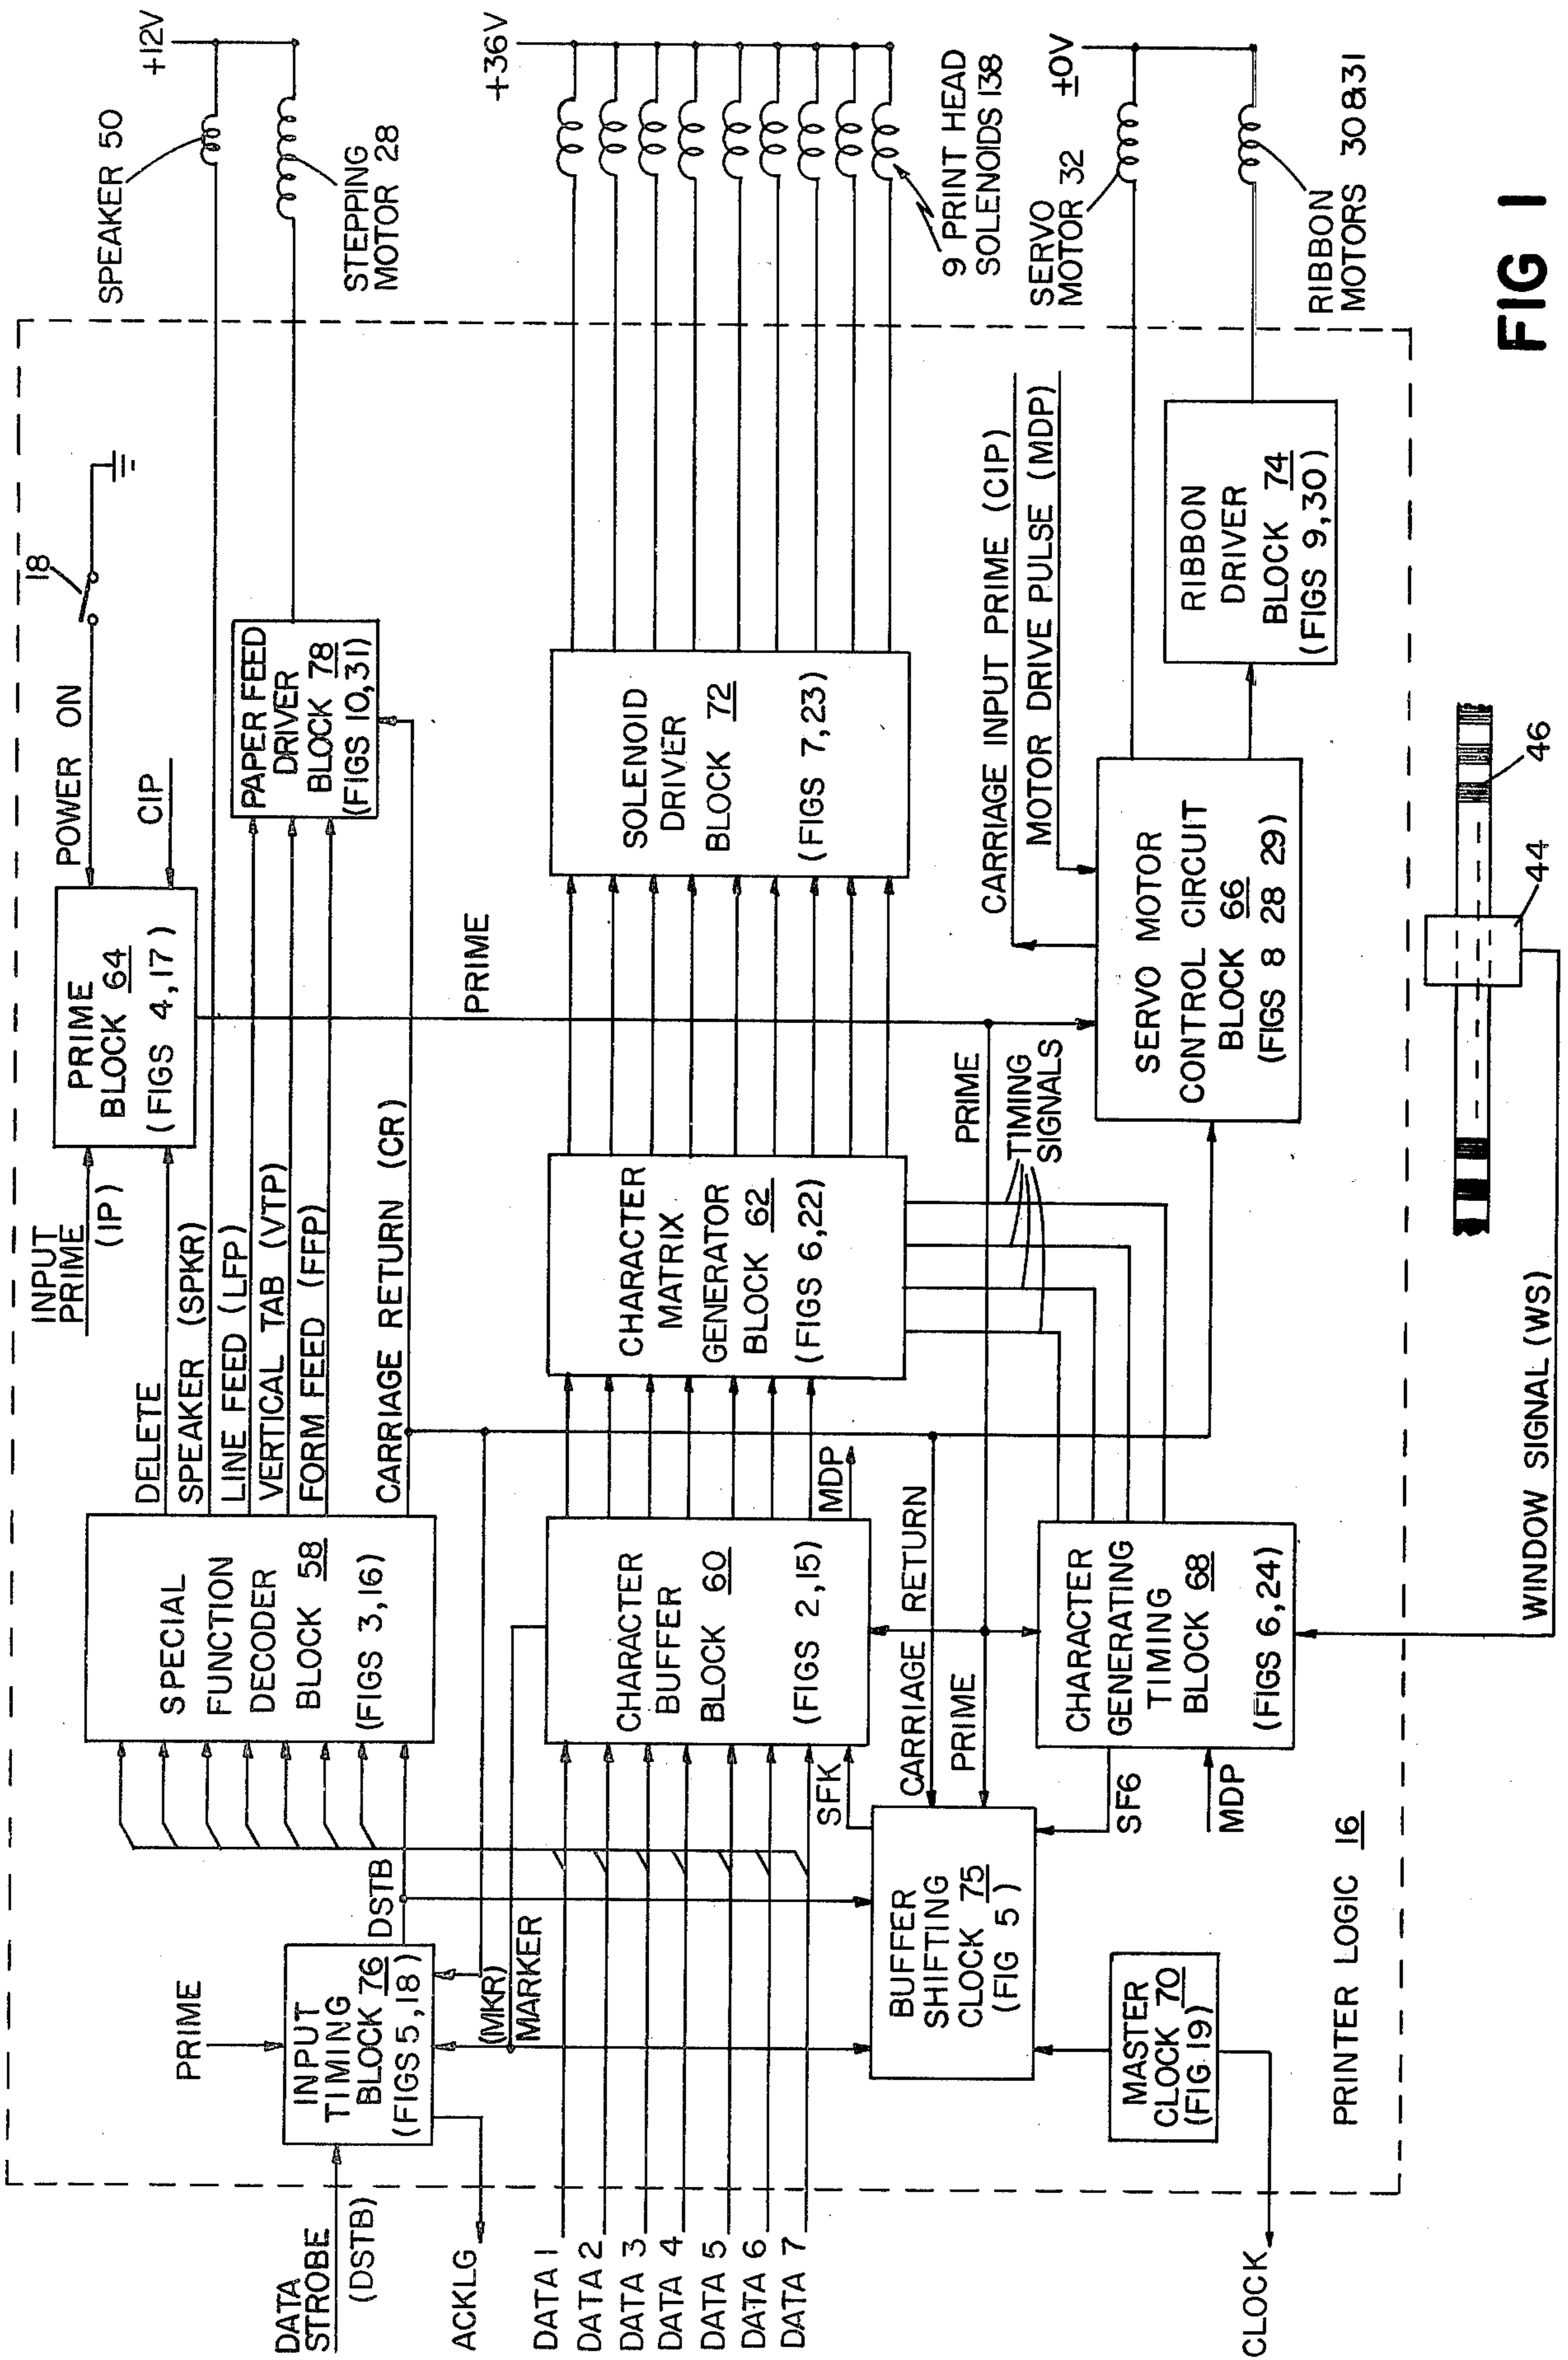 DATA
STROBE
(DSTB)
ACKLG
DATA 1
DATA 2
DATA 3
DATA 4
DATA 5
DATA 6
DATA 7
CLOCK
PRIME
INPUT
TIMING
BLOCK 76
(FIGS 5,18)
DSTB
(MKR)
MARKER
BUFFER
SHIFTING
CLOCK 75
(FIG 5)
MASTER
CLOCK 70
(FIG 19)
PRINTER LOGIC 16
SPECIAL
FUNCTION
DECODER
BLOCK 58
(FIGS 3,16)
CHARACTER
BUFFER
BLOCK 60
(FIGS 2,15)
SFK
CARRIAGE RETURN
PRIME
MDP
SF6
MDP
CHARACTER
GENERATING
TIMING
BLOCK 68
(FIGS 6,24)
WINDOW SIGNAL (WS)
INPUT
PRIME
(IP)
DELETE
SPEAKER (SPKR)
LINE FEED (LFP)
VERTICAL TAB (VTP)
FORM FEED (FFP)
CARRIAGE RETURN (CR)
CHARACTER
MATRIX
GENERATOR
BLOCK 62
(FIGS 6,22)
PRIME
TIMING
SIGNALS
PRIME
BLOCK 64
(FIGS 4,17)
PRIME
POWER ON
CIP
18
PAPER FEED
DRIVER
BLOCK 78
(FIGS 10,31)
SOLENOID
DRIVER
BLOCK 72
(FIGS 7,23)
CARRIAGE INPUT PRIME (CIP)
MOTOR DRIVE PULSE (MDP)
SERVO MOTOR
CONTROL CIRCUIT
BLOCK 66
(FIGS 8 28 29)
RIBBON
DRIVER
BLOCK 74
(FIGS 9,30)
44
46
SPEAKER 50
+12V
STEPPING
MOTOR 28
+36V
9 PRINT HEAD
SOLENOIDS 138
SERVO
MOTOR 32
±0V
RIBBON
MOTORS 30&31
FIG 1